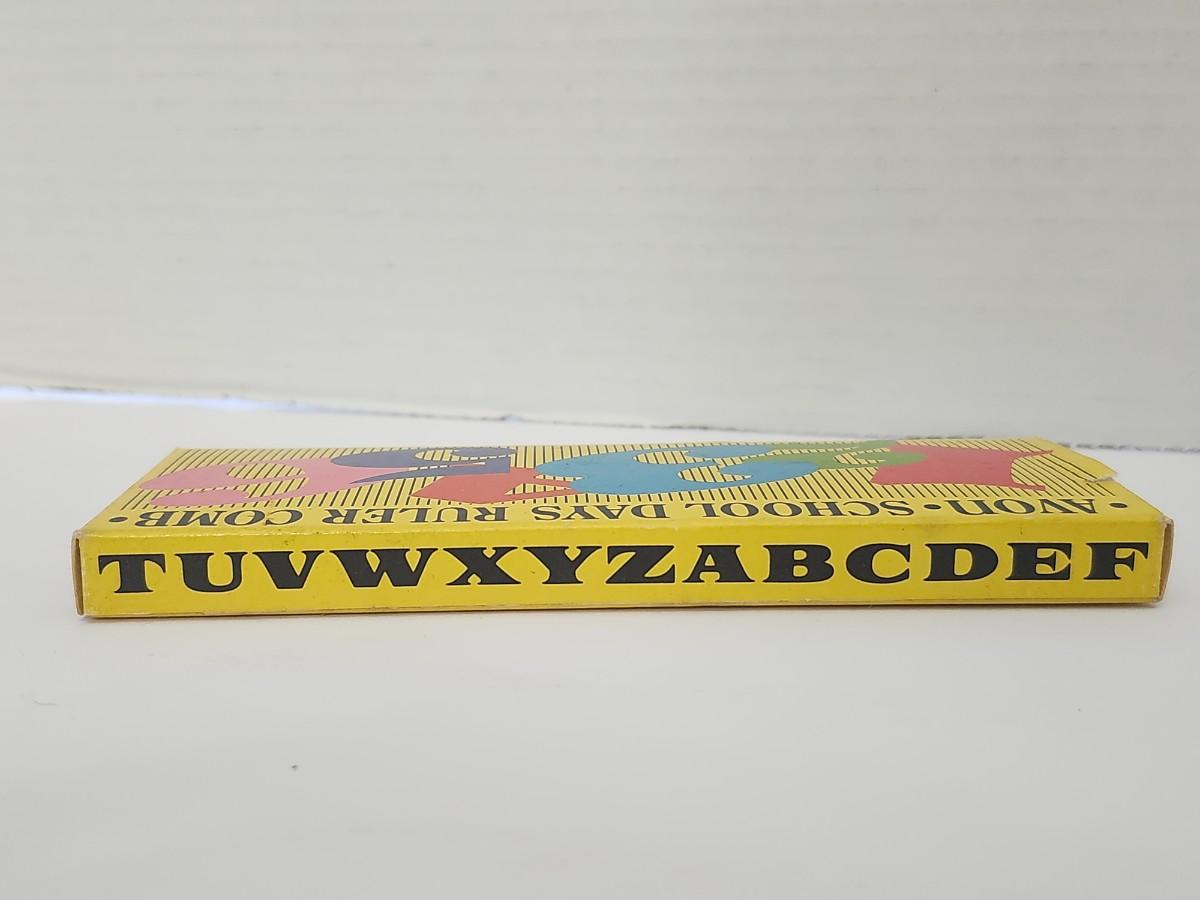 • AVON • SCHOOL DAYS RULER COMB •
TUVWXYZABCDEF